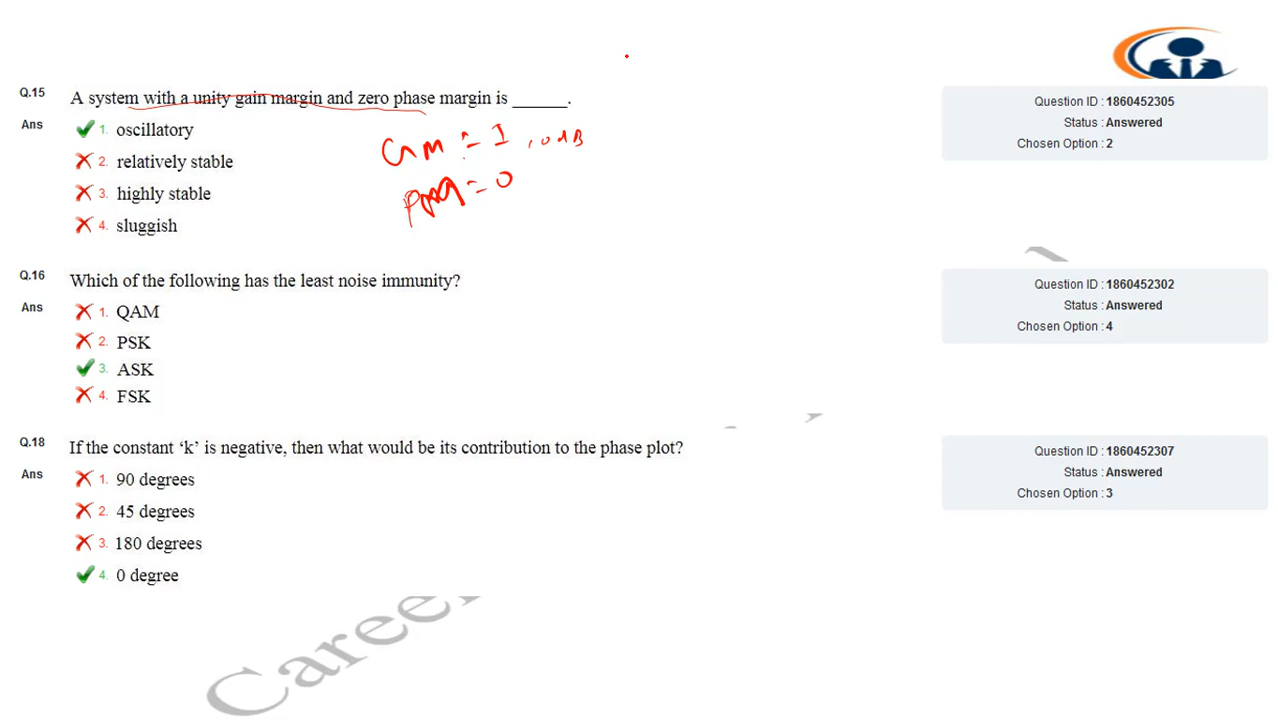 Q.15 A system with a unity gain margin and zero phase margin is ______.
Ans 1. oscillatory
2. relatively stable
3. highly stable
4. sluggish
GM = 1, 0 dB
PM = 0
Question ID : 1860452305
Status : Answered
Chosen Option : 2
Q.16 Which of the following has the least noise immunity?
Ans 1. QAM
2. PSK
3. ASK
4. FSK
Question ID : 1860452302
Status : Answered
Chosen Option : 4
Q.18 If the constant ‘k’ is negative, then what would be its contribution to the phase plot?
Ans 1. 90 degrees
2. 45 degrees
3. 180 degrees
4. 0 degree
Question ID : 1860452307
Status : Answered
Chosen Option : 3
Career